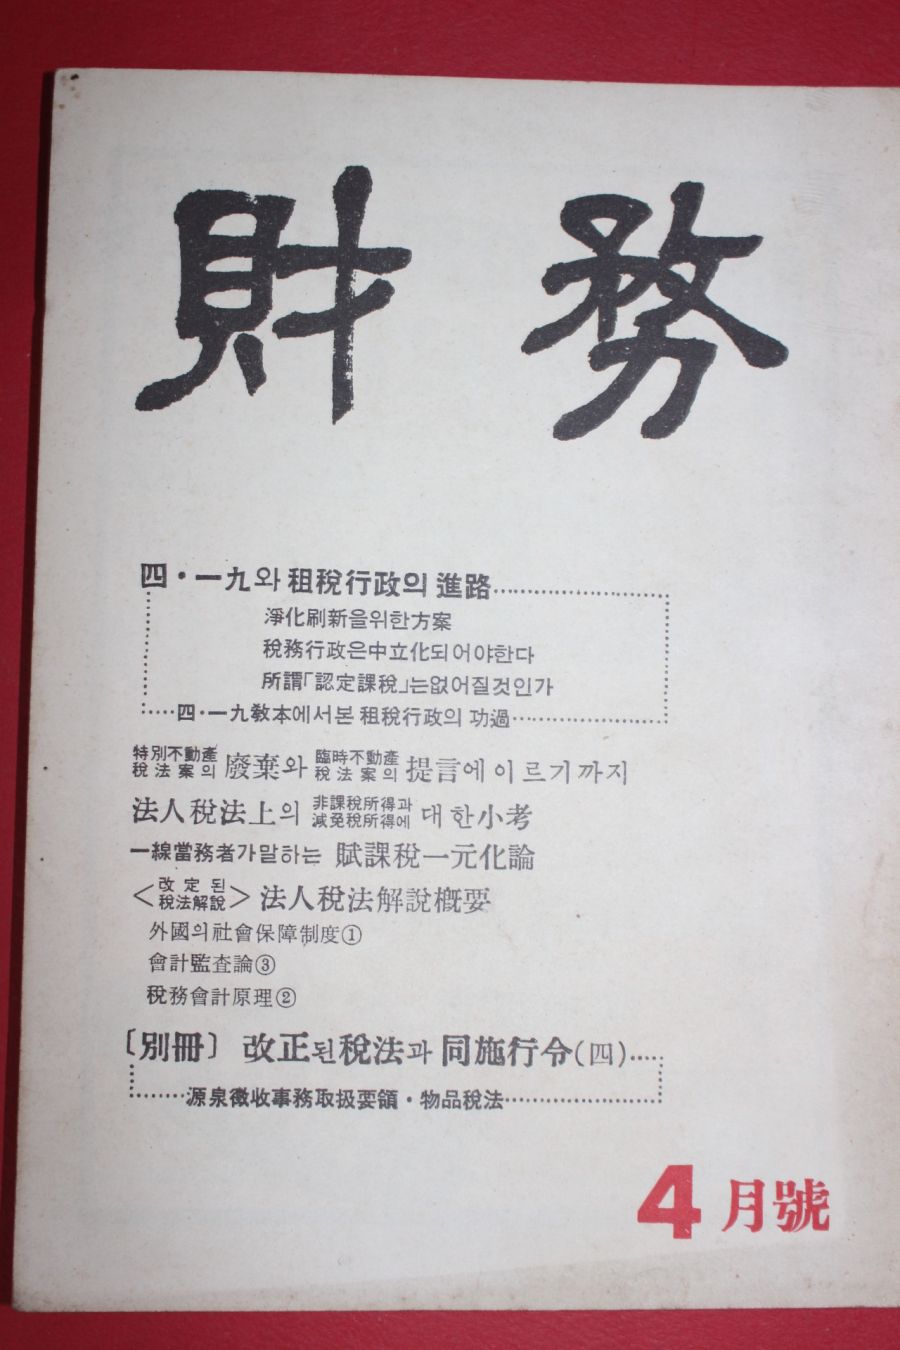 財務
四·一九와 租稅行政의 進路
淨化刷新을위한方案
稅務行政은中立化되어야한다
所謂「認定課稅」는없어질것인가
四·一九敎本에서본 租稅行政의 功過
特別不動產稅法案의 廢棄와 臨時不動產稅法案의 提言에이르기까지
法人稅法上의 非課稅所得과減免稅所得에 대한小考
一線當務者가말하는 賦課稅一元化論
<改定된稅法解說> 法人稅法解說槪要
外國의社會保障制度①
會計監査論③
稅務會計原理②
〔別冊〕 改正된稅法과 同施行令(四)
源泉徵收事務取扱要領·物品稅法
4月號